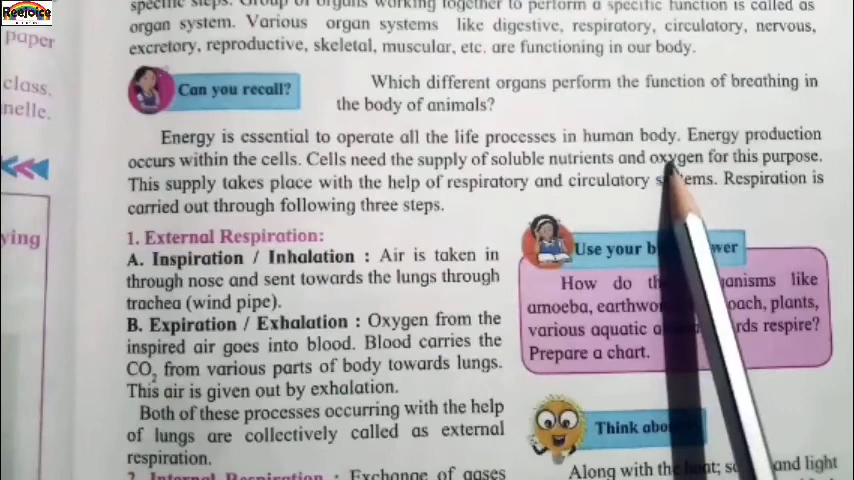 Reejoice
specific steps. Group of organs working together to perform a specific function is called as
organ system. Various organ systems like digestive, respiratory, circulatory, nervous,
excretory, reproductive, skeletal, muscular, etc. are functioning in our body.
paper
class.
nelle.
ying
Can you recall?
Which different organs perform the function of breathing in
the body of animals?
Energy is essential to operate all the life processes in human body. Energy production
occurs within the cells. Cells need the supply of soluble nutrients and oxygen for this purpose.
This supply takes place with the help of respiratory and circulatory s ems. Respiration is
carried out through following three steps.
1. External Respiration:
A. Inspiration / Inhalation : Air is taken in
through nose and sent towards the lungs through
trachea (wind pipe).
B. Expiration / Exhalation : Oxygen from the
inspired air goes into blood. Blood carries the
CO2 from various parts of body towards lungs.
This air is given out by exhalation.
Both of these processes occurring with the help
of lungs are collectively called as external
respiration.
2. Internal Respiration : Exchange of gases
Use your b wer
How do th anisms like
amoeba, earthwo oach, plants,
various aquatic a rds respire?
Prepare a chart.
Think abo
Along with the heat; so and light